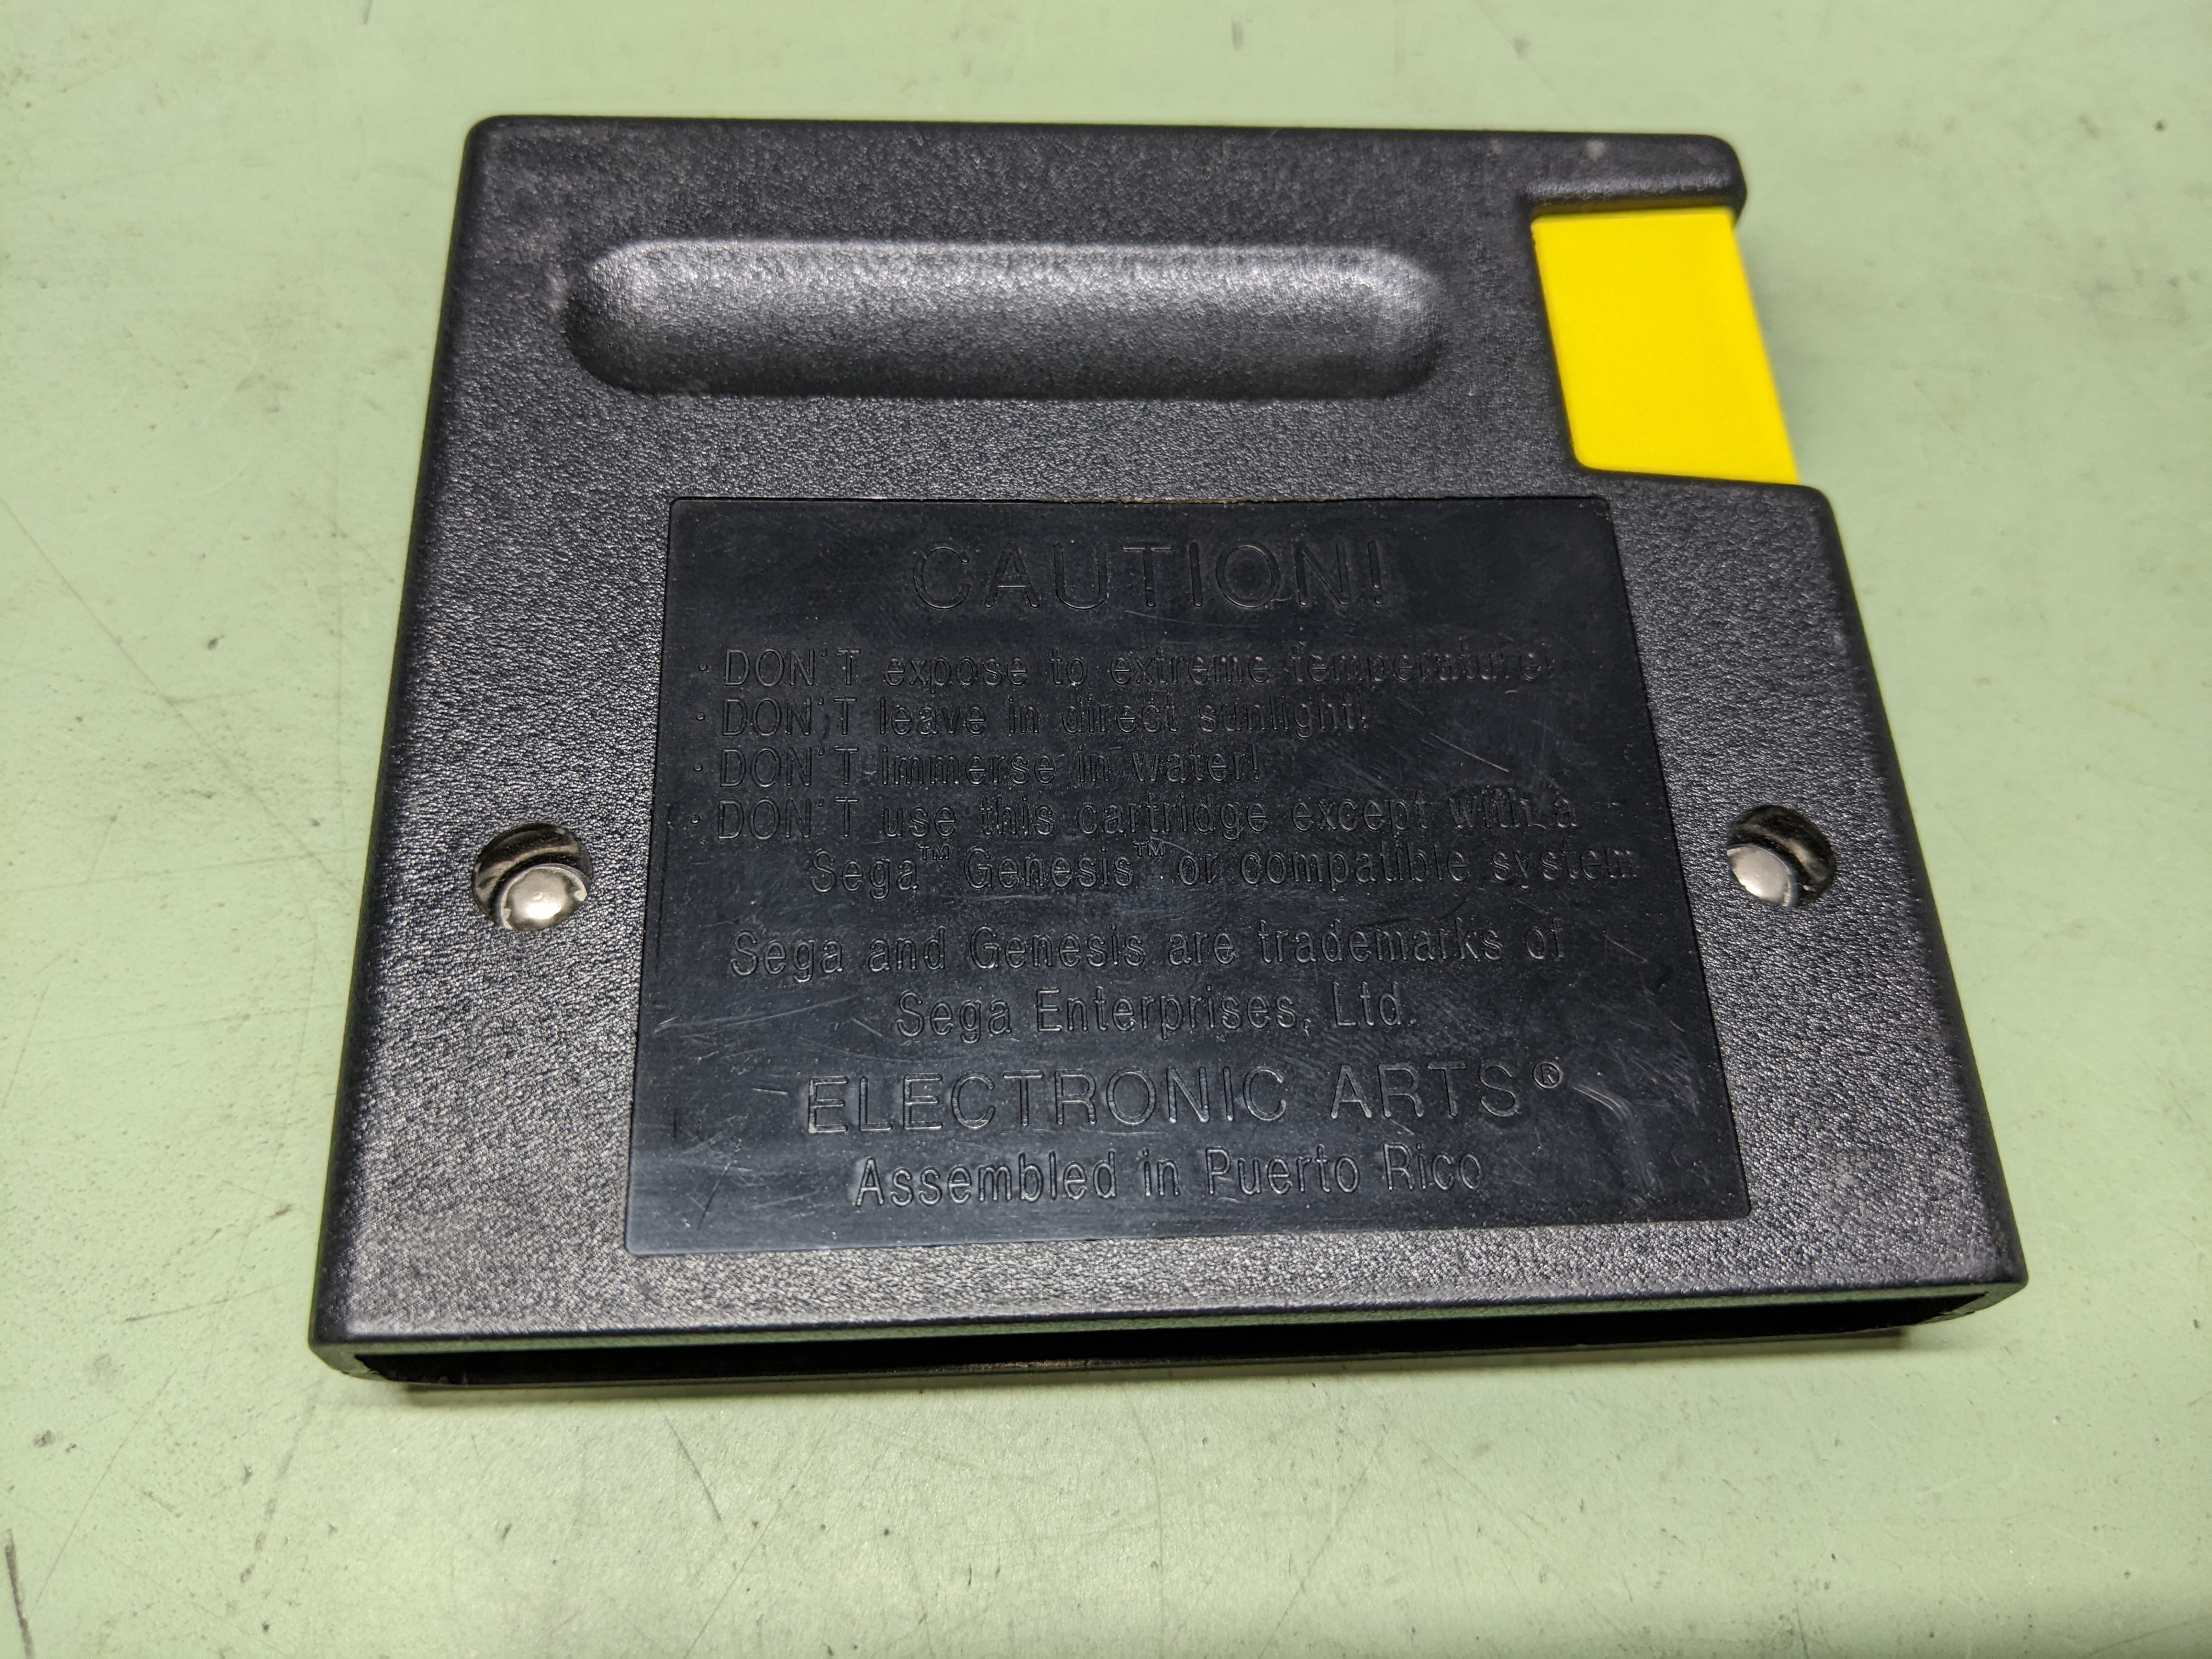 CAUTION!
· DON'T expose to extreme temperature!
· DON'T leave in direct sunlight!
· DON'T immerse in water!
· DON'T use this cartridge except with a
Sega™ Genesis™ or compatible system
Sega and Genesis are trademarks of
Sega Enterprises, Ltd.
ELECTRONIC ARTS®
Assembled in Puerto Rico